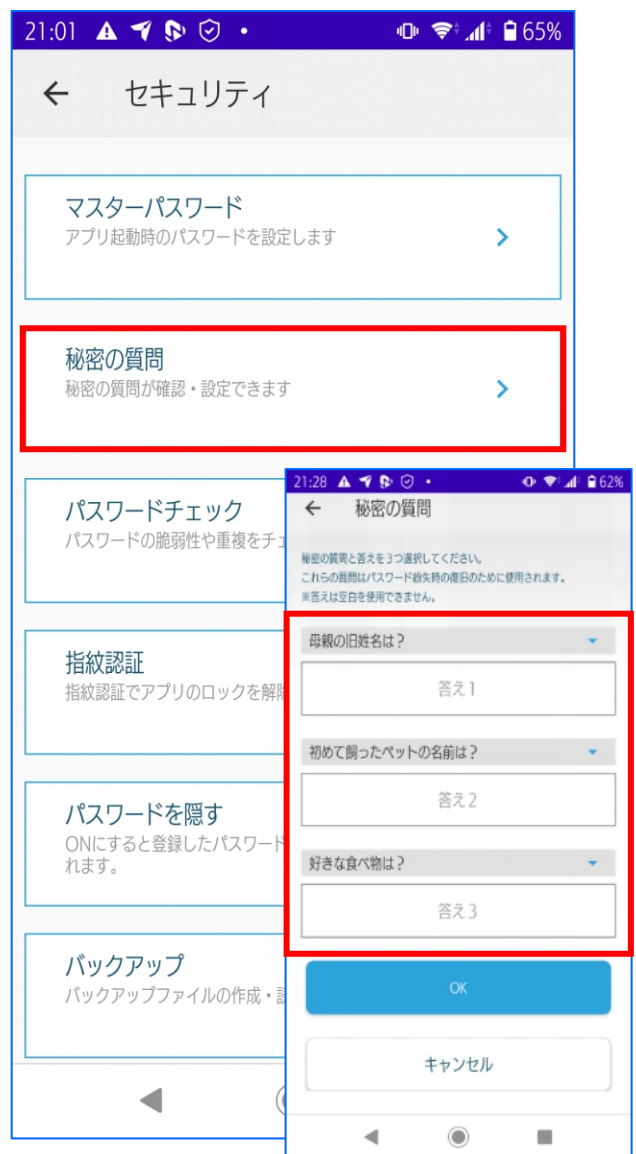 21:01
65%
セキュリティ
マスターパスワード
アプリ起動時のパスワードを設定します
秘密の質問
秘密の質問が確認・設定できます
パスワードチェック
パスワードの脆弱性や重複をチェ
指紋認証
指紋認証でアプリのロックを解除
パスワードを隠す
ONにすると登録したパスワード
れます。
バックアップ
バックアップファイルの作成・
21:28
62%
秘密の質問
秘密の質問と答えを3つ選択してください。
これらの質問はパスワード紛失時の復旧のために使用されます。
※答えは空白を使用できません。
母親の旧姓名は？
答え1
初めて飼ったペットの名前は？
答え2
好きな食べ物は？
答え3
OK
キャンセル